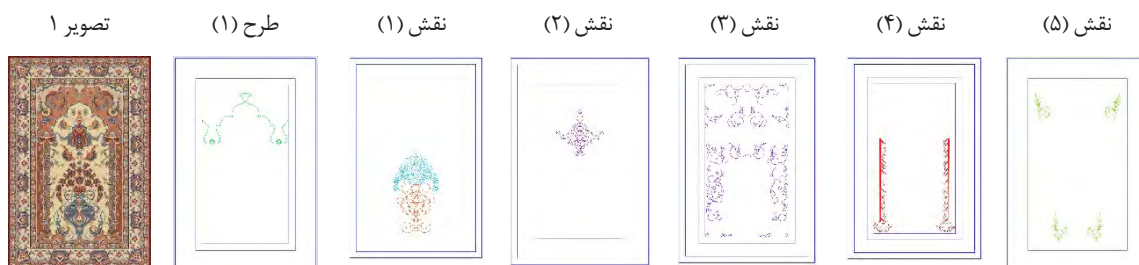 تصویر ۱ طرح (۱) نقش (۱) نقش (۲) نقش (۳) نقش (۴) نقش (۵)